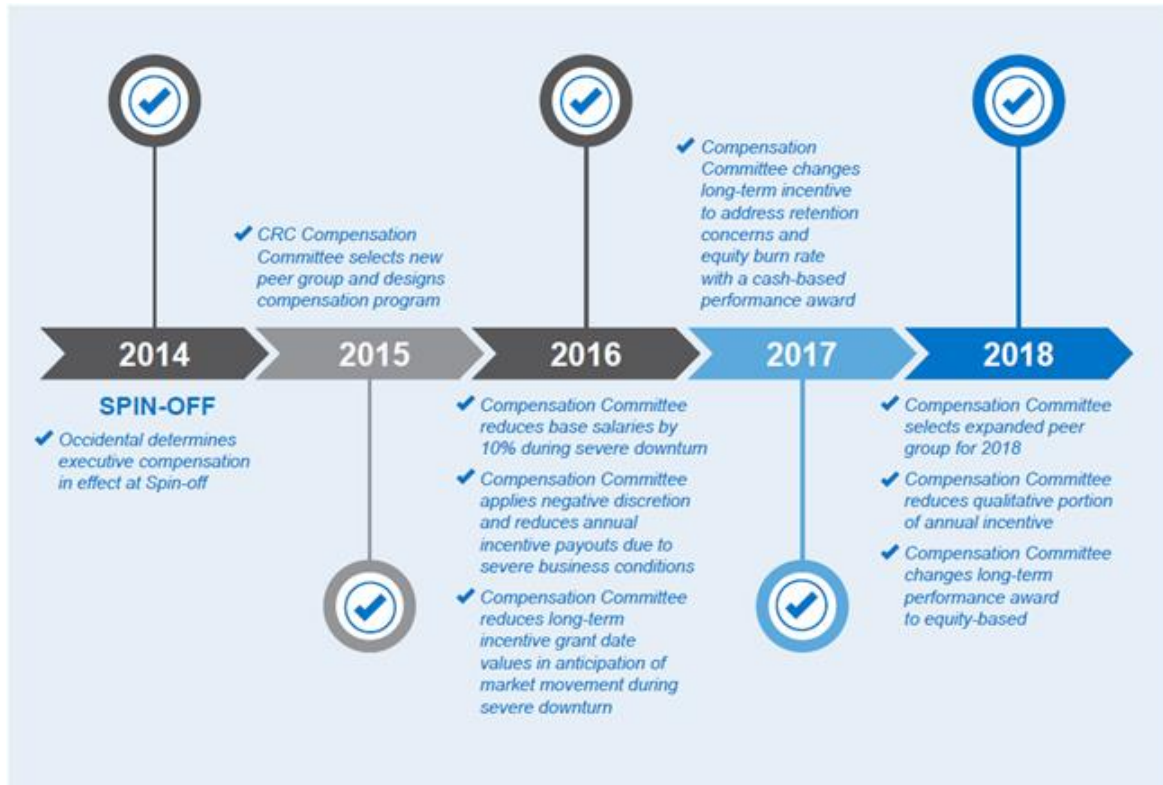 2014
SPIN-OFF
Occidental determines
executive compensation
in effect at Spin-off
CRC Compensation
Committee selects new
peer group and designs
compensation program
2015
2016
Compensation Committee
reduces base salaries by
10% during severe downturn
Compensation Committee
applies negative discretion
and reduces annual
incentive payouts due to
severe business conditions
Compensation Committee
reduces long-term
incentive grant date
values in anticipation of
market movement during
severe downturn
Compensation
Committee changes
long-term incentive
to address retention
concerns and
equity burn rate
with a cash-based
performance award
2017
2018
Compensation Committee
selects expanded peer
group for 2018
Compensation Committee
reduces qualitative portion
of annual incentive
Compensation Committee
changes long-term
performance award
to equity-based